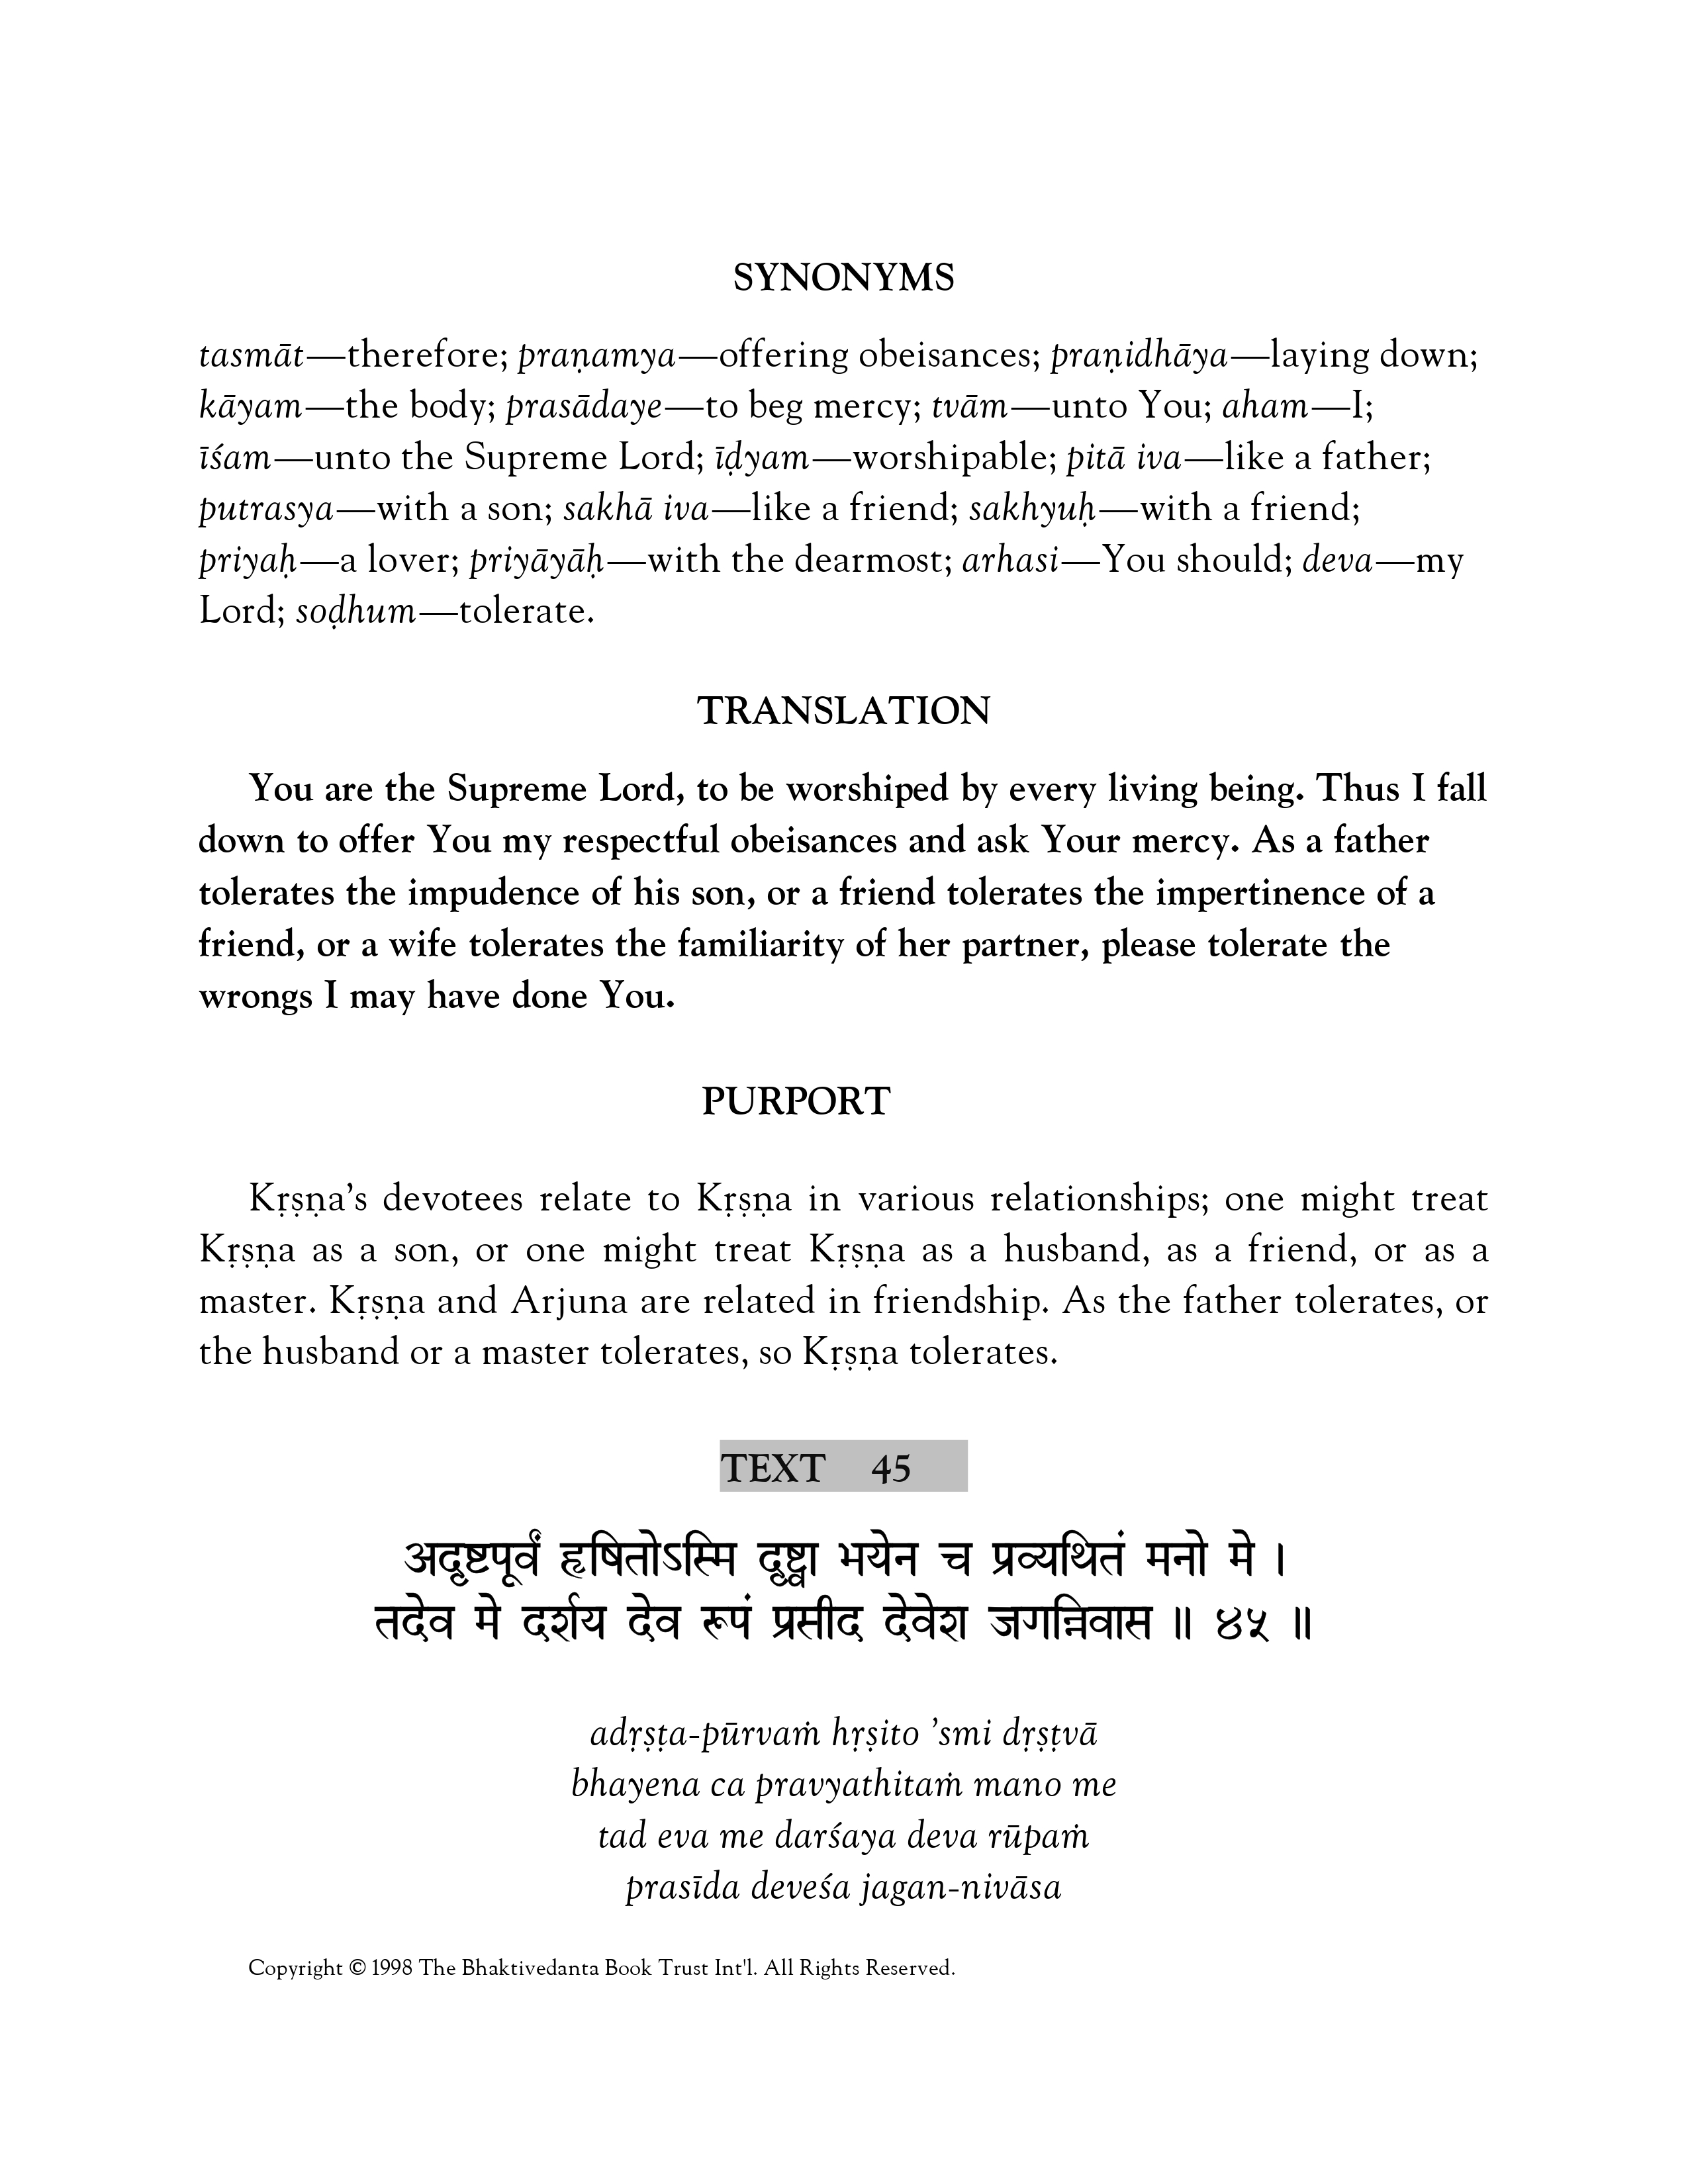 SYNONYMS
tasmāt—therefore; praṇamya—offering obeisances; praṇidhāya—laying down;
kāyam—the body; prasādaye—to beg mercy; tvām—unto You; aham—I;
īśam—unto the Supreme Lord; īḍyam—worshipable; pitā iva—like a father;
putrasya—with a son; sakhā iva—like a friend; sakhyuḥ—with a friend;
priyaḥ—a lover; priyāyāḥ—with the dearmost; arhasi—You should; deva—my
Lord; soḍhum—tolerate.
TRANSLATION
You are the Supreme Lord, to be worshiped by every living being. Thus I fall
down to offer You my respectful obeisances and ask Your mercy. As a father
tolerates the impudence of his son, or a friend tolerates the impertinence of a
friend, or a wife tolerates the familiarity of her partner, please tolerate the
wrongs I may have done You.
PURPORT
Kṛṣṇa’s devotees relate to Kṛṣṇa in various relationships; one might treat
Kṛṣṇa as a son, or one might treat Kṛṣṇa as a husband, as a friend, or as a
master. Kṛṣṇa and Arjuna are related in friendship. As the father tolerates, or
the husband or a master tolerates, so Kṛṣṇa tolerates.
TEXT 45
अदृष्टपूर्वं हृषितोऽस्मि दृष्ट्वा भयेन च प्रव्यथितं मनो मे ।
तदेव मे दर्शय देव रूपं प्रसीद देवेश जगन्निवास ॥ ४५ ॥
adṛṣṭa-pūrvaṁ hṛṣito ’smi dṛṣṭvā
bhayena ca pravyathitaṁ mano me
tad eva me darśaya deva rūpaṁ
prasīda deveśa jagan-nivāsa
Copyright © 1998 The Bhaktivedanta Book Trust Int'l. All Rights Reserved.